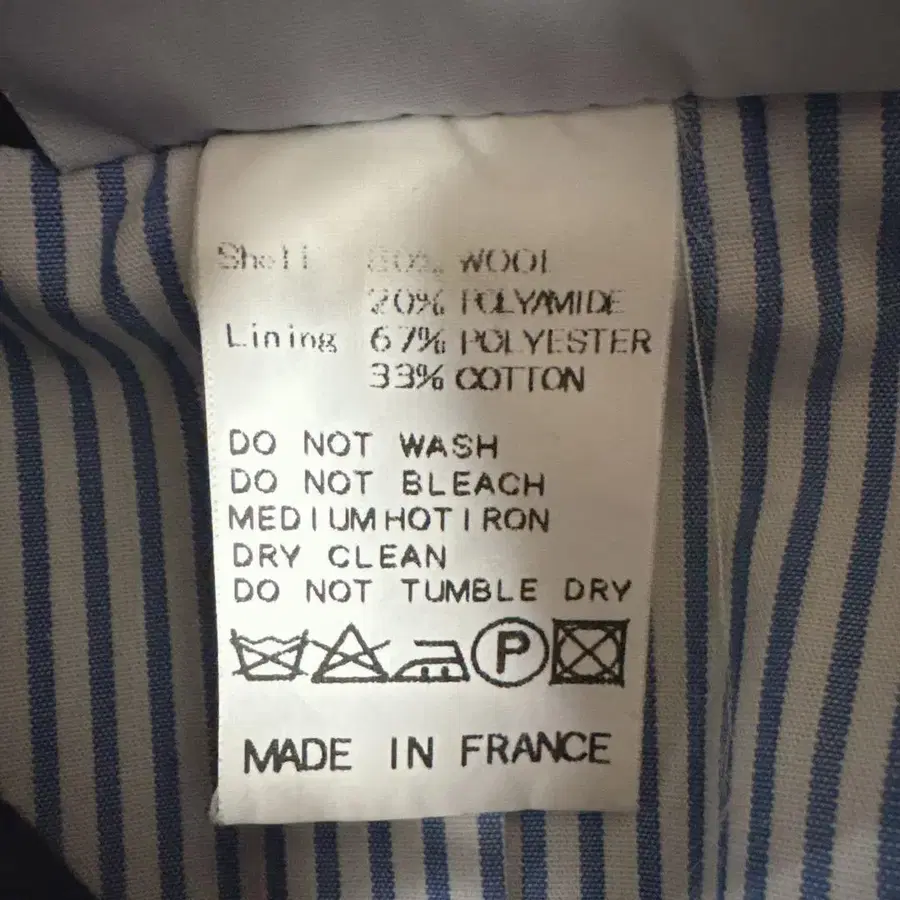 Shell 80% WOOL
20% POLYAMIDE
Lining 67% POLYESTER
33% COTTON
DO NOT WASH
DO NOT BLEACH
MEDIUM HOT IRON
DRY CLEAN
DO NOT TUMBLE DRY
P
MADE IN FRANCE